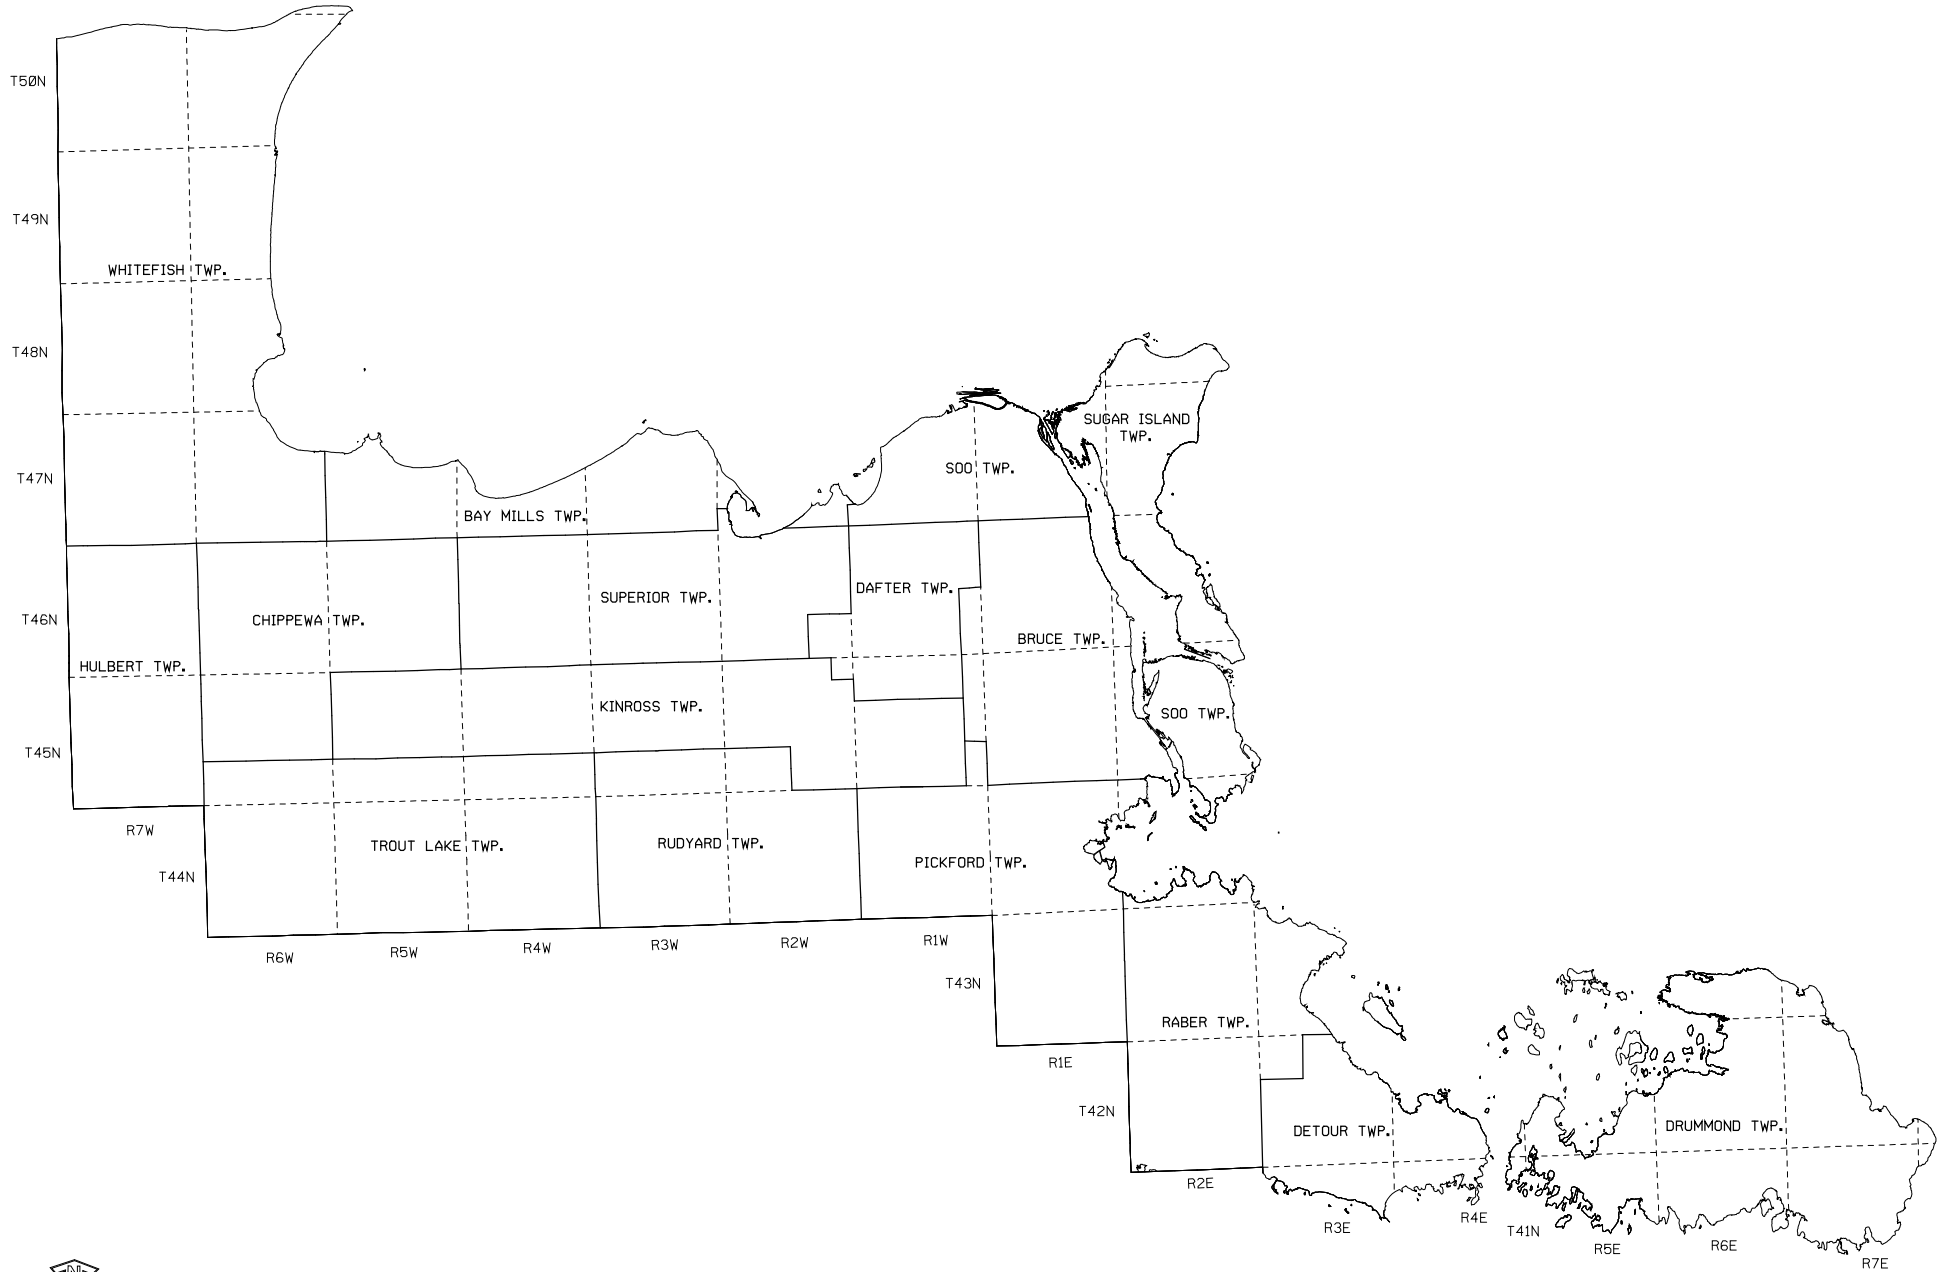 T50N
T49N
WHITEFISH TWP.
T48N
SUGAR ISLAND
TWP.
SOO TWP.
T47N
BAY MILLS TWP.
DAFTER TWP.
SUPERIOR TWP.
CHIPPEWA TWP.
T46N
BRUCE TWP.
HULBERT TWP.
KINROSS TWP.
SOO TWP.
T45N
R7W
TROUT LAKE TWP.
RUDYARD TWP.
PICKFORD TWP.
T44N
R6W
R5W
R4W
R3W
R2W
R1W
T43N
RABER TWP.
R1E
T42N
DETOUR TWP.
DRUMMOND TWP.
R2E
R3E
R4E
T41N
R5E
R6E
R7E
N